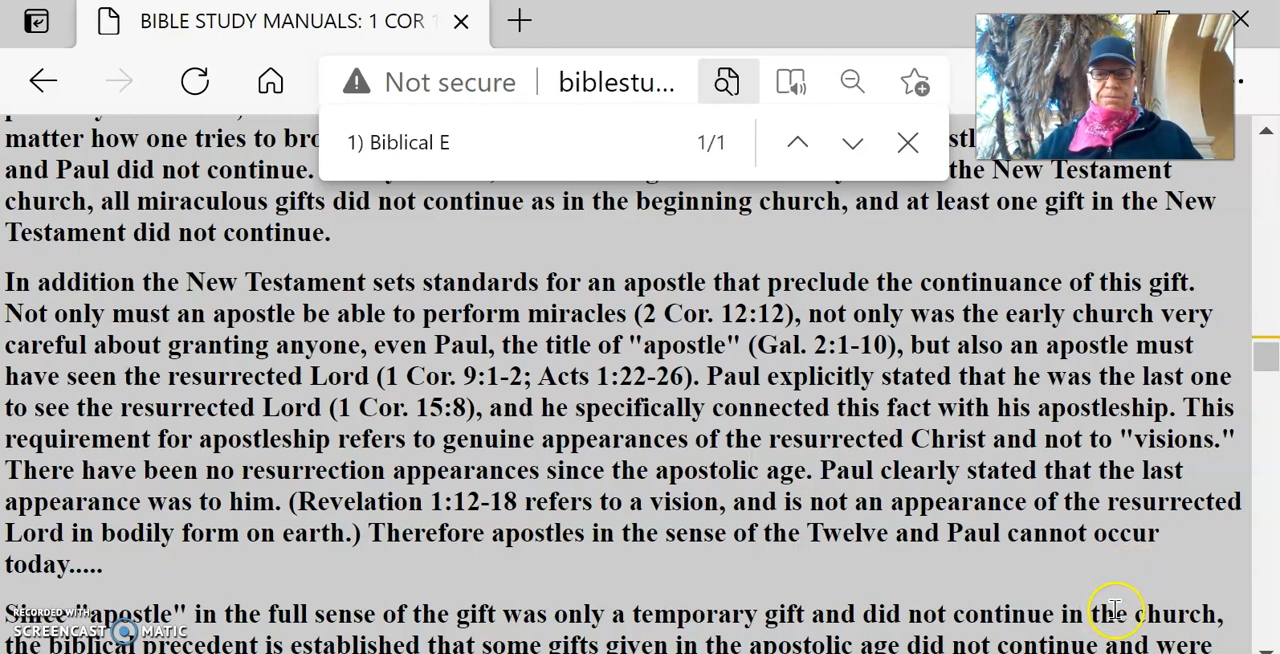 BIBLE STUDY MANUALS: 1 COR 1
Not secure
biblestu...
1) Biblical E
1/1
matter how one tries to bro
and Paul did not continue.
the New Testament
church, all miraculous gifts did not continue as in the beginning church, and at least one gift in the New
Testament did not continue.
In addition the New Testament sets standards for an apostle that preclude the continuance of this gift.
Not only must an apostle be able to perform miracles (2 Cor. 12:12), not only was the early church very
careful about granting anyone, even Paul, the title of "apostle" (Gal. 2:1-10), but also an apostle must
have seen the resurrected Lord (1 Cor. 9:1-2; Acts 1:22-26). Paul explicitly stated that he was the last one
to see the resurrected Lord (1 Cor. 15:8), and he specifically connected this fact with his apostleship. This
requirement for apostleship refers to genuine appearances of the resurrected Christ and not to "visions."
There have been no resurrection appearances since the apostolic age. Paul clearly stated that the last
appearance was to him. (Revelation 1:12-18 refers to a vision, and is not an appearance of the resurrected
Lord in bodily form on earth.) Therefore apostles in the sense of the Twelve and Paul cannot occur
today.....
Since "apostle" in the full sense of the gift was only a temporary gift and did not continue in the church,
the biblical precedent is established that some gifts given in the apostolic age did not continue and were
RECORDED WITH
SCREENCAST MATIC